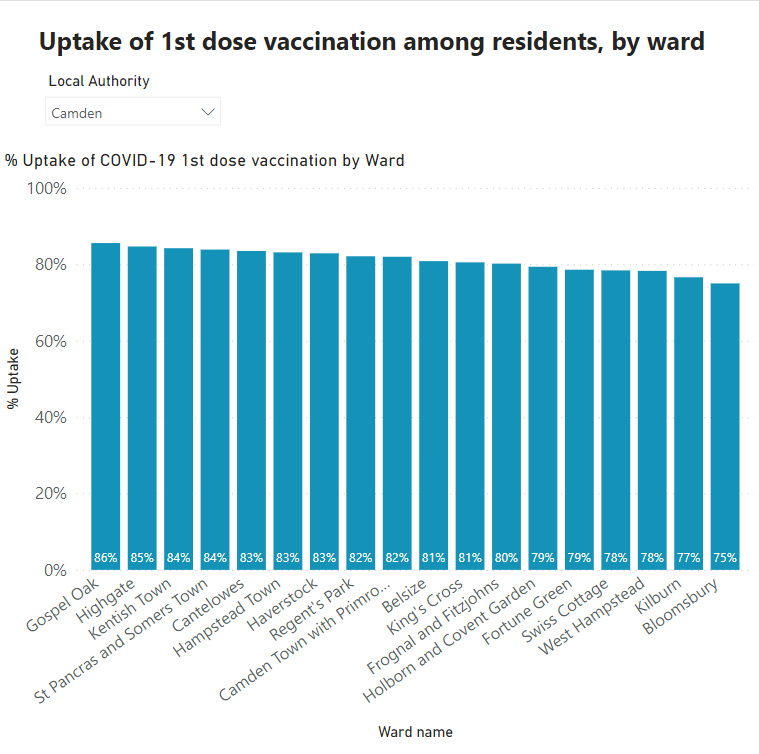 Uptake of 1st dose vaccination among residents, by ward
Local Authority
Camden
% Uptake of COVID-19 1st dose vaccination by Ward
100%
80%
60%
40%
20%
0%
% Uptake
86% 85% 84% 84% 83% 83% 83% 82% 82% 81% 81% 80% 79% 79% 78% 78% 77% 75%
Gospel Oak
Highgate
Kentish Town
St Pancras and Somers Town
Cantelowes
Hampstead Town
Haverstock
Regent's Park
Camden Town with Primro...
Belsize
King's Cross
Frognal and Fitzjohns
Holborn and Covent Garden
Fortune Green
Swiss Cottage
West Hampstead
Kilburn
Bloomsbury
Ward name